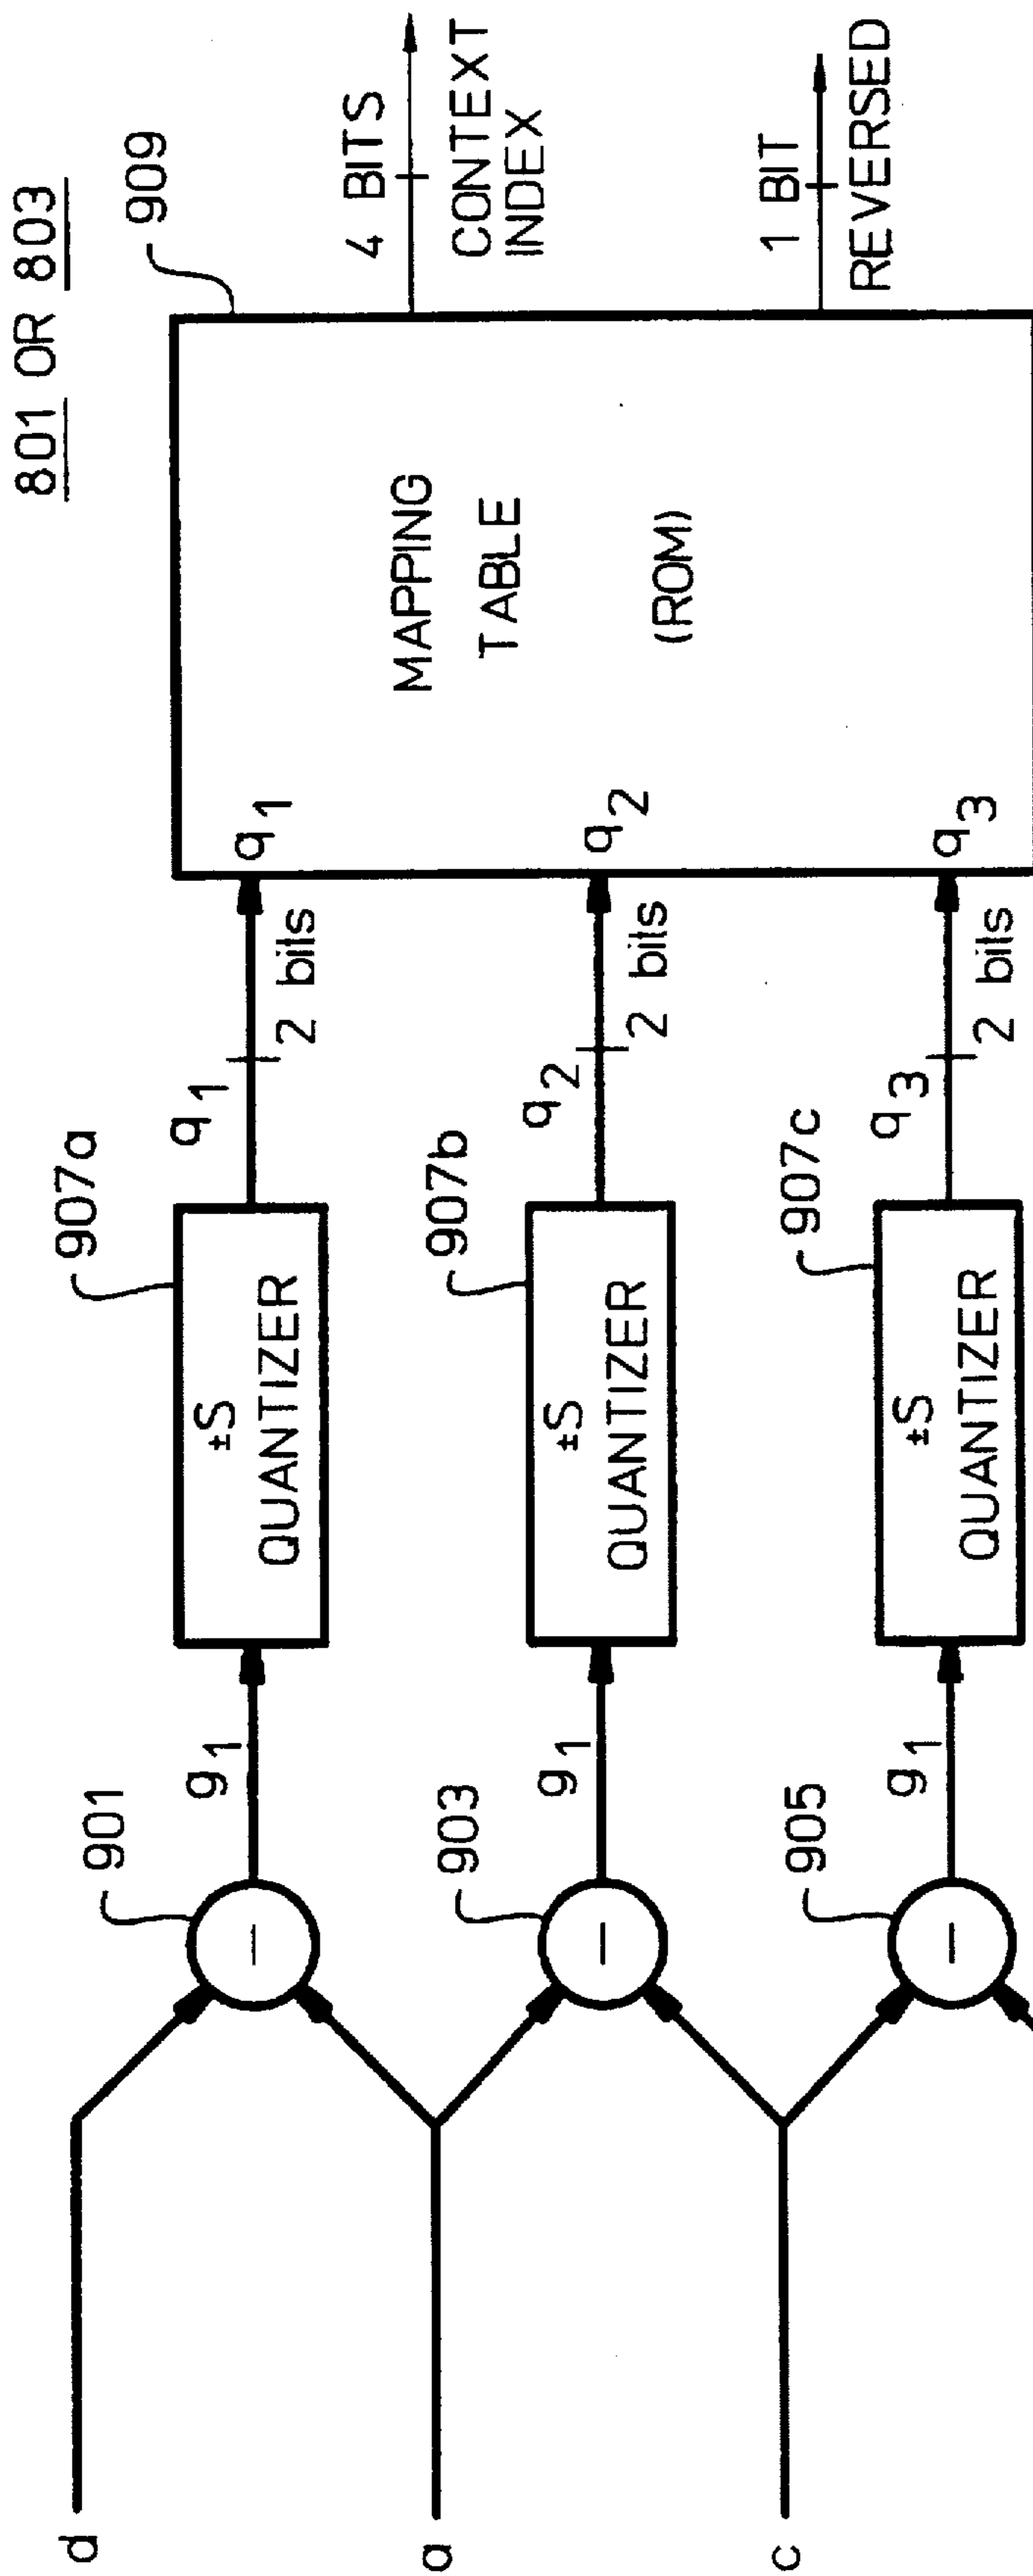 801 OR 803
909
907a
901
d
g1
±S
QUANTIZER
q1
2 bits
q1
4 BITS
CONTEXT
INDEX
MAPPING
TABLE
(ROM)
907b
903
a
g1
±S
QUANTIZER
q2
2 bits
q2
1 BIT
REVERSED
907c
905
c
g1
±S
QUANTIZER
q3
2 bits
q3